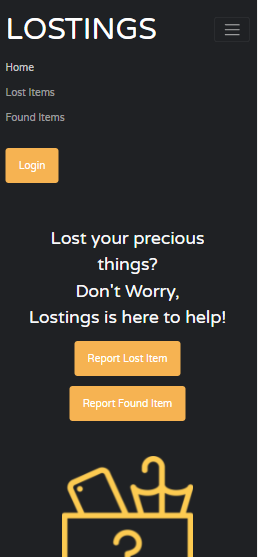 LOSTINGS
Home
Lost Items
Found Items
Login
Lost your precious
things?
Don't Worry,
Lostings is here to help!
Report Lost Item
Report Found Item
?